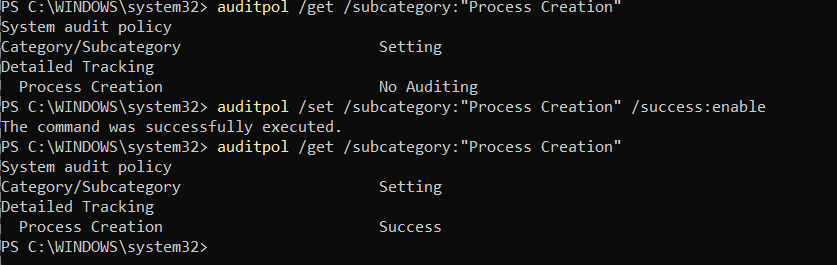 PS C:\WINDOWS\system32> auditpol /get /subcategory:"Process Creation"
System audit policy
Category/Subcategory                      Setting
Detailed Tracking
  Process Creation                        No Auditing
PS C:\WINDOWS\system32> auditpol /set /subcategory:"Process Creation" /success:enable
The command was successfully executed.
PS C:\WINDOWS\system32> auditpol /get /subcategory:"Process Creation"
System audit policy
Category/Subcategory                      Setting
Detailed Tracking
  Process Creation                        Success
PS C:\WINDOWS\system32>